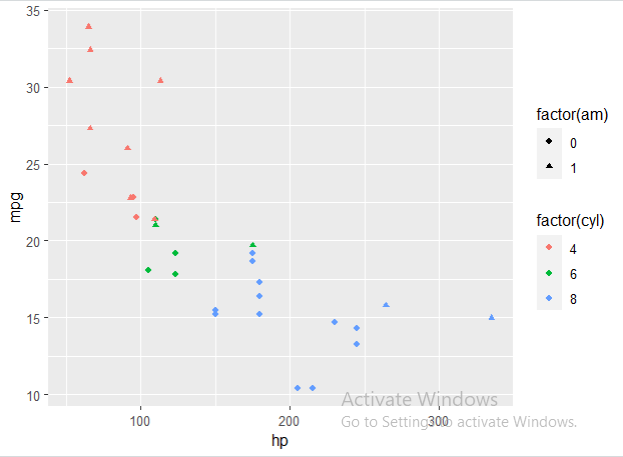 35
30
25
20
15
10
mpg
100
200
300
hp
factor(am)
0
1
factor(cyl)
4
6
8
Activate Windows
Go to Setting to activate Windows.